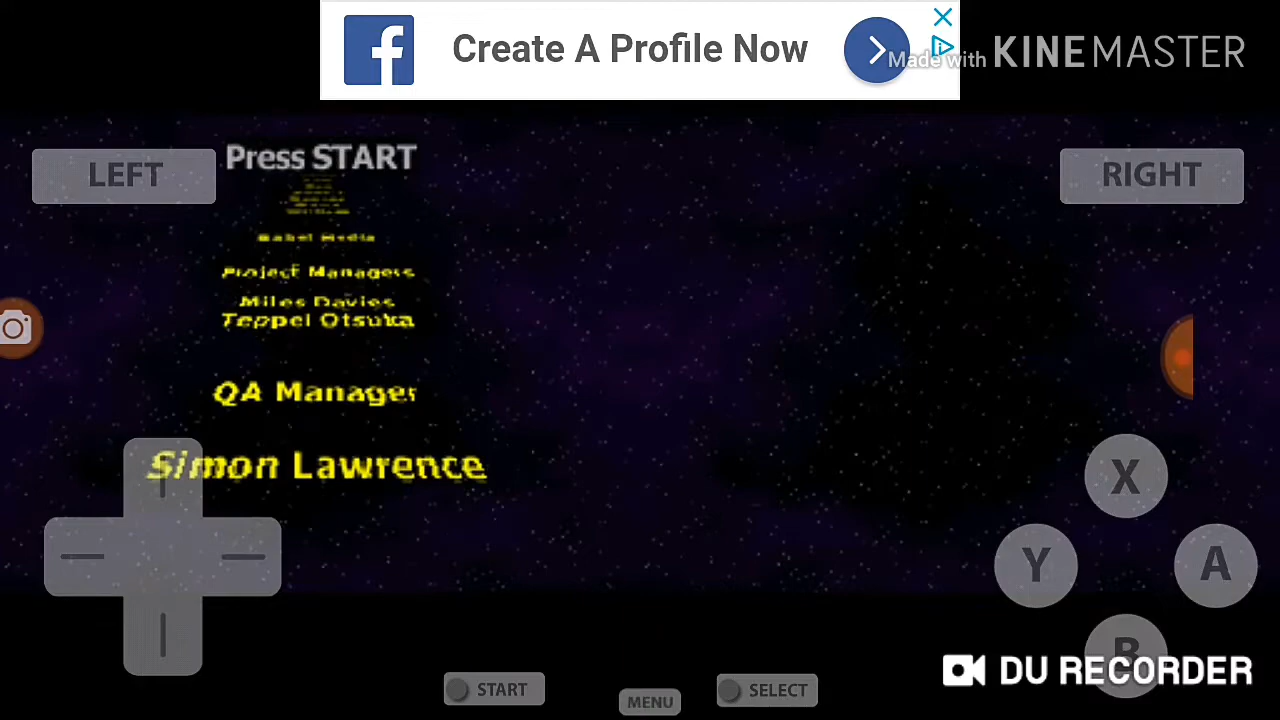 Create A Profile Now
Made with KINEMASTER
Press START
LEFT
RIGHT
Babel Media
Project Managers
Miles Davies
Teppei Otsuka
QA Manager
Simon Lawrence
X
Y
A
B
DU RECORDER
START
MENU
SELECT